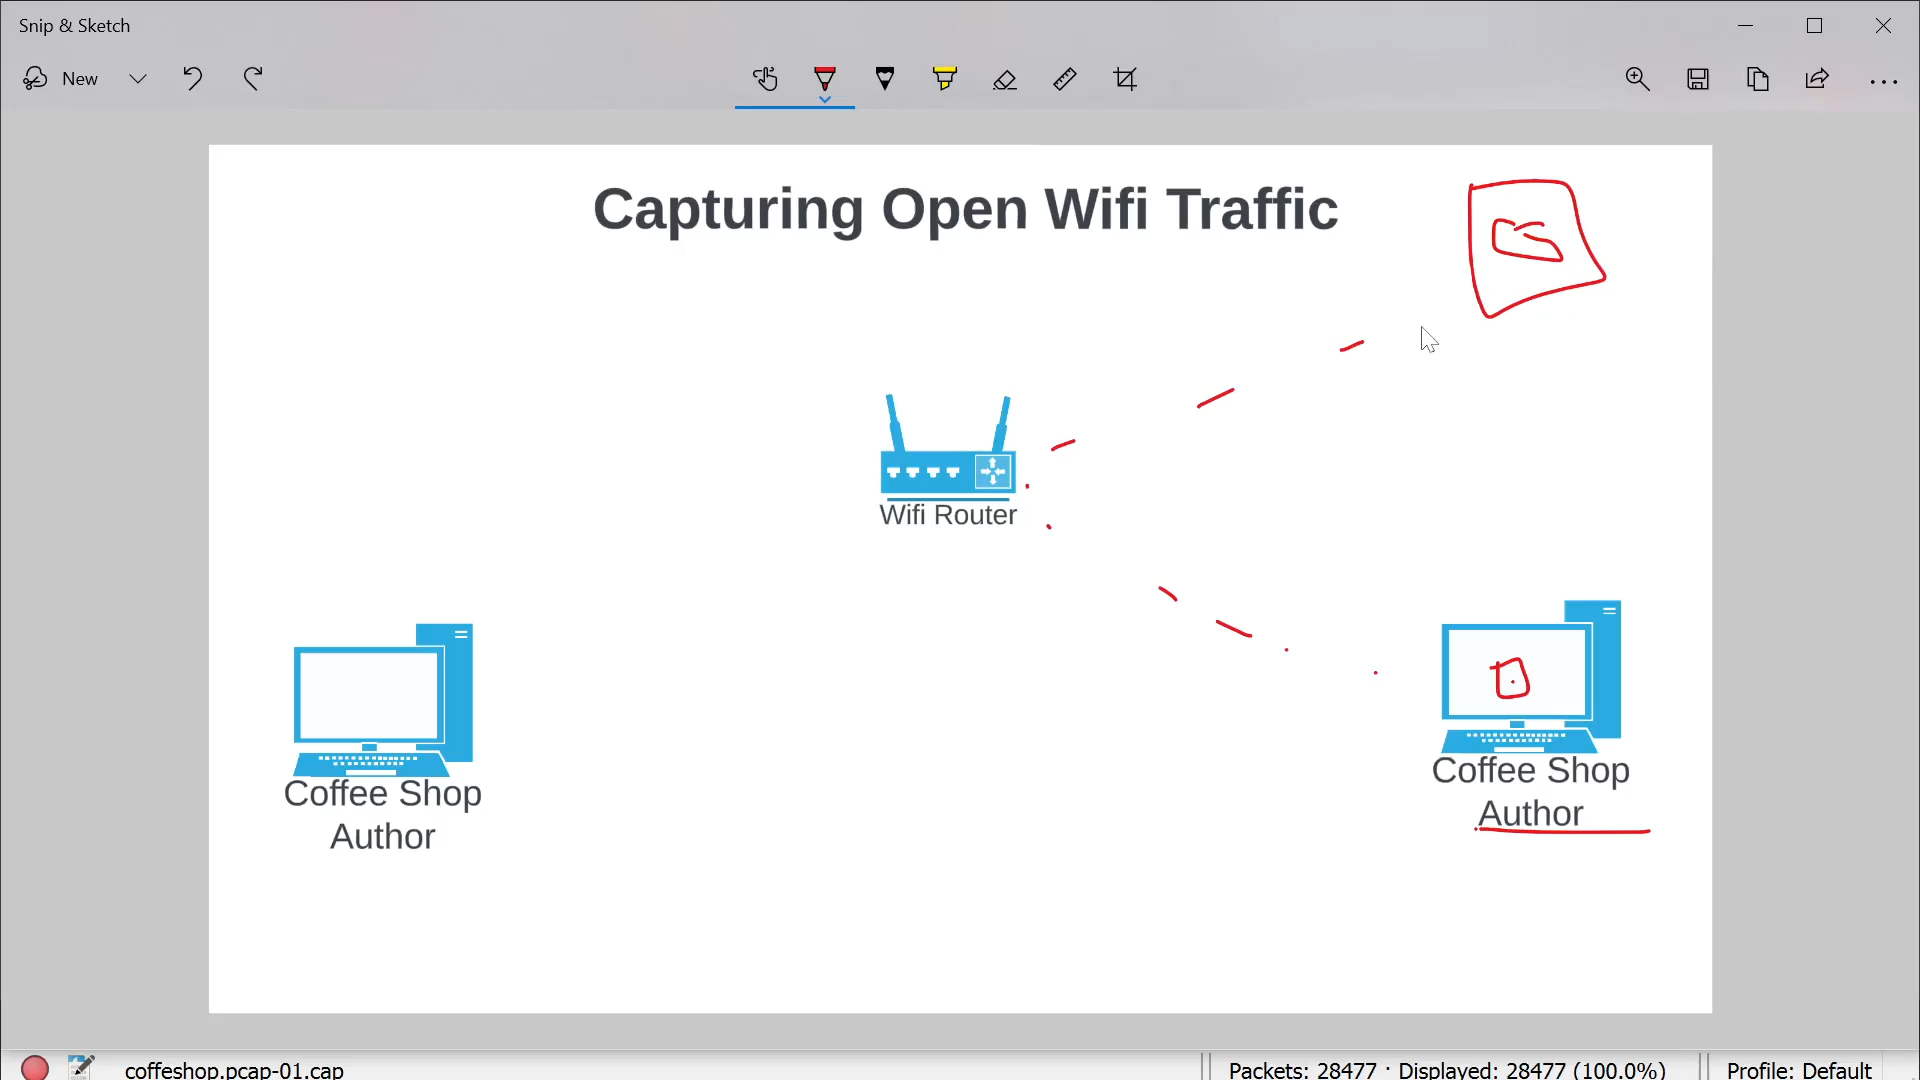 Snip & Sketch
New
Capturing Open Wifi Traffic
Wifi Router
Coffee Shop
Author
Coffee Shop
Author
coffeshop.pcap-01.cap
Packets: 28477 · Displayed: 28477 (100.0%)
Profile: Default